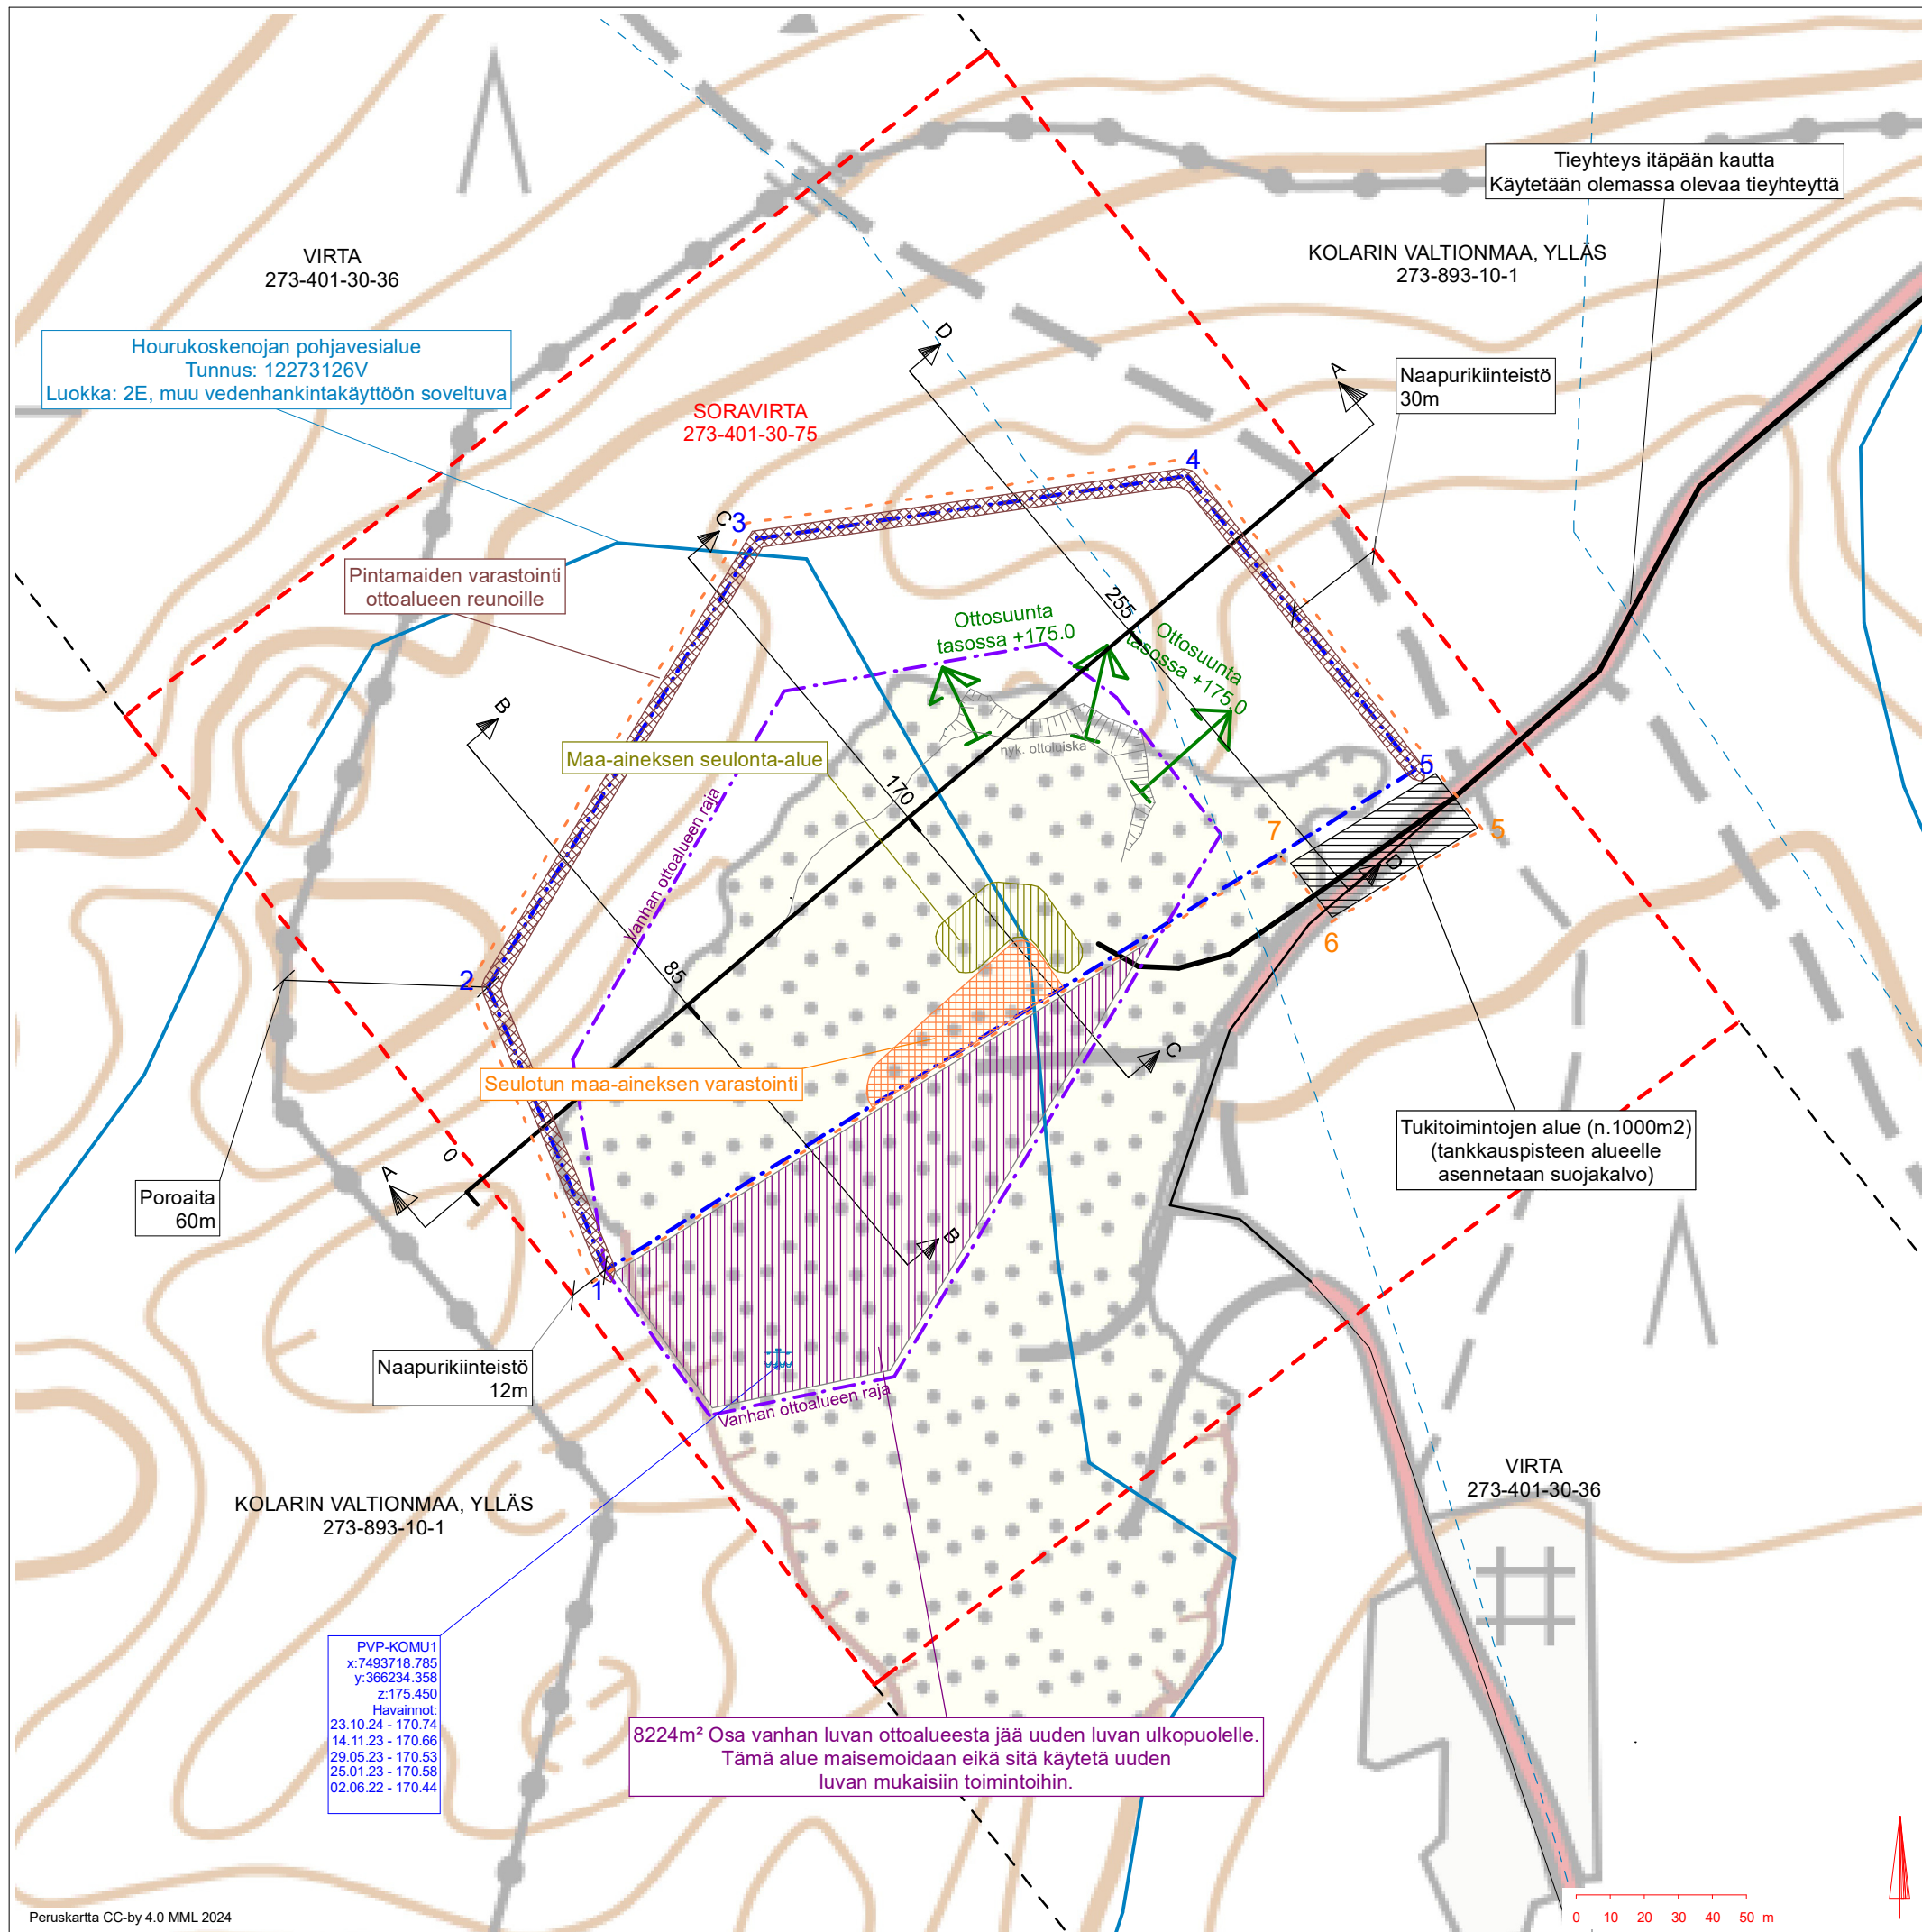 Tieyhteys itäpään kautta
Käytetään olemassa olevaa tieyhteyttä
VIRTA
273-401-30-36
KOLARIN VALTIONMAA, YLLÄS
273-893-10-1
Hourukoskenojan pohjavesialue
Tunnus: 12273126V
Luokka: 2E, muu vedenhankintakäyttöön soveltuva
D
A
Naapurikiinteistö
30m
SORAVIRTA
273-401-30-75
4
C
3
Pintamaiden varastointi
ottoalueen reunoille
255
Ottosuunta
tasossa +175.0
Ottosuunta
tasossa +175.0
B
nyk. ottoluiska
Maa-aineksen seulonta-alue
5
170
Vanhan ottoalueen raja
7
5
D
6
2
85
C
Seulotun maa-aineksen varastointi
Tukitoimintojen alue (n.1000m2)
(tankkauspisteen alueelle
asennetaan suojakalvo)
0
A
Poroaita
60m
B
1
Naapurikiinteistö
12m
Vanhan ottoalueen raja
VIRTA
273-401-30-36
KOLARIN VALTIONMAA, YLLÄS
273-893-10-1
PVP-KOMU1
x:7493718.785
y:366234.358
z:175.450
Havainnot:
23.10.24 - 170.74
14.11.23 - 170.66
29.05.23 - 170.53
25.01.23 - 170.58
02.06.22 - 170.44
8224m² Osa vanhan luvan ottoalueesta jää uuden luvan ulkopuolelle.
Tämä alue maisemoidaan eikä sitä käytetä uuden
luvan mukaisiin toimintoihin.
Peruskartta CC-by 4.0 MML 2024
0 10 20 30 40 50 m